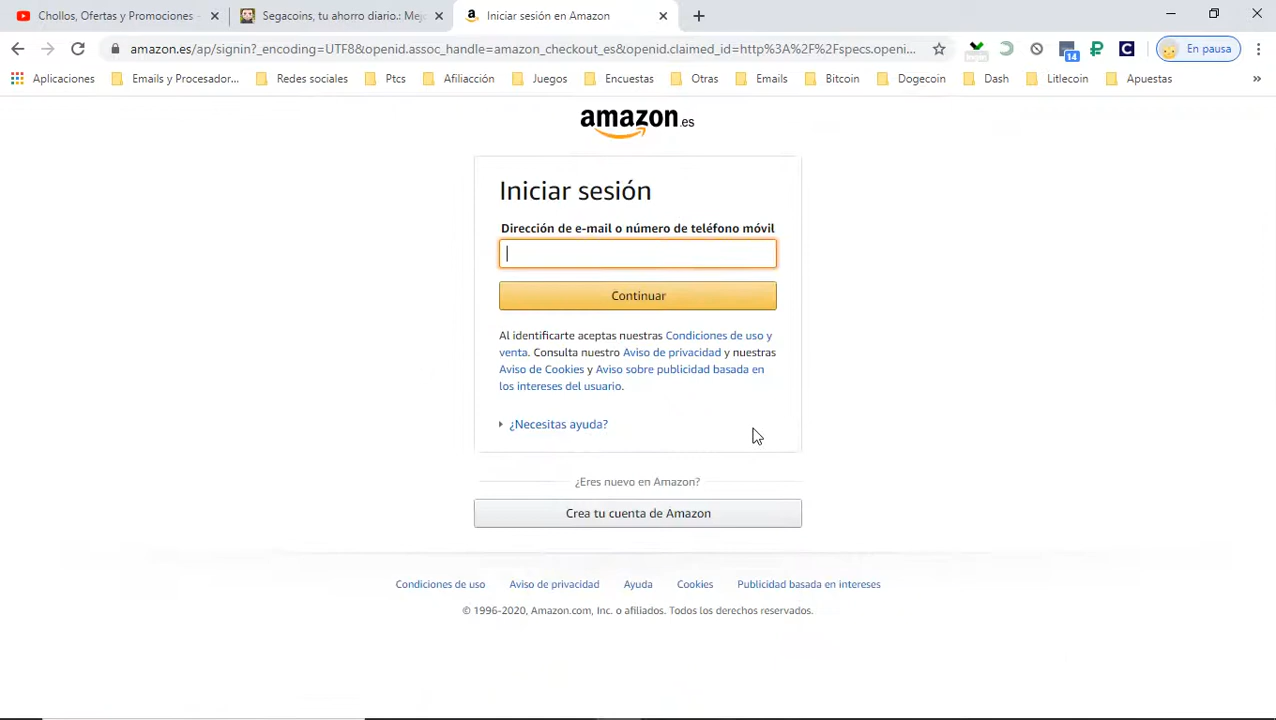 Chollos, Ofertas y Promociones -
Segacoins, tu ahorro diario.: Mej
Iniciar sesión en Amazon
amazon.es/ap/signin?_encoding=UTF8&openid.assoc_handle=amazon_checkout_es&openid.claimed_id=http%3A%2F%2Fspecs.openi...
14
En pausa
Aplicaciones
Emails y Procesador...
Redes sociales
Ptcs
Afiliacción
Juegos
Encuestas
Otras
Emails
Bitcoin
Dogecoin
Dash
Litlecoin
Apuestas
»
amazon.es
Iniciar sesión
Dirección de e-mail o número de teléfono móvil
Continuar
Al identificarte aceptas nuestras Condiciones de uso y
venta. Consulta nuestro Aviso de privacidad y nuestras
Aviso de Cookies y Aviso sobre publicidad basada en
los intereses del usuario.
¿Necesitas ayuda?
¿Eres nuevo en Amazon?
Crea tu cuenta de Amazon
Condiciones de uso
Aviso de privacidad
Ayuda
Cookies
Publicidad basada en intereses
© 1996-2020, Amazon.com, Inc. o afiliados. Todos los derechos reservados.